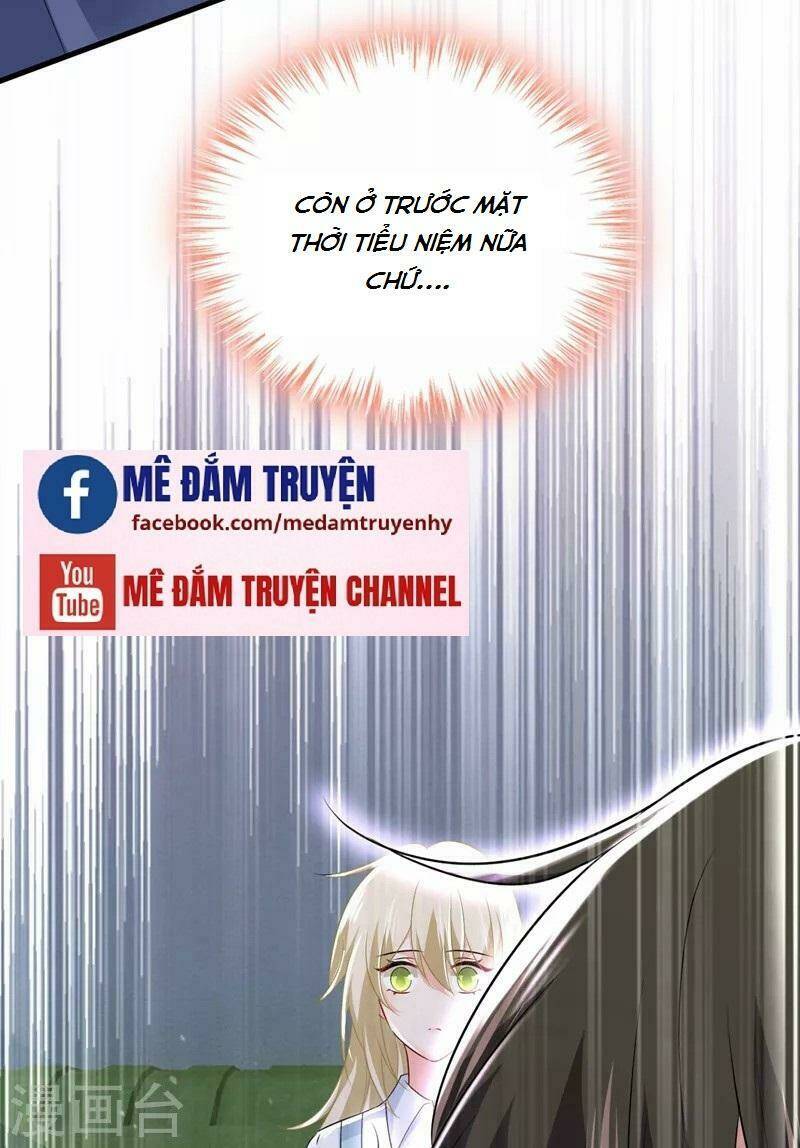 CÒN Ở TRƯỚC MẶT
THỜI TIỂU NIỆM NỮA
CHỨ....
f MÊ ĐẮM TRUYỆN
facebook.com/medamtruyenhy
You
Tube
MÊ ĐẮM TRUYỆN CHANNEL
漫画台